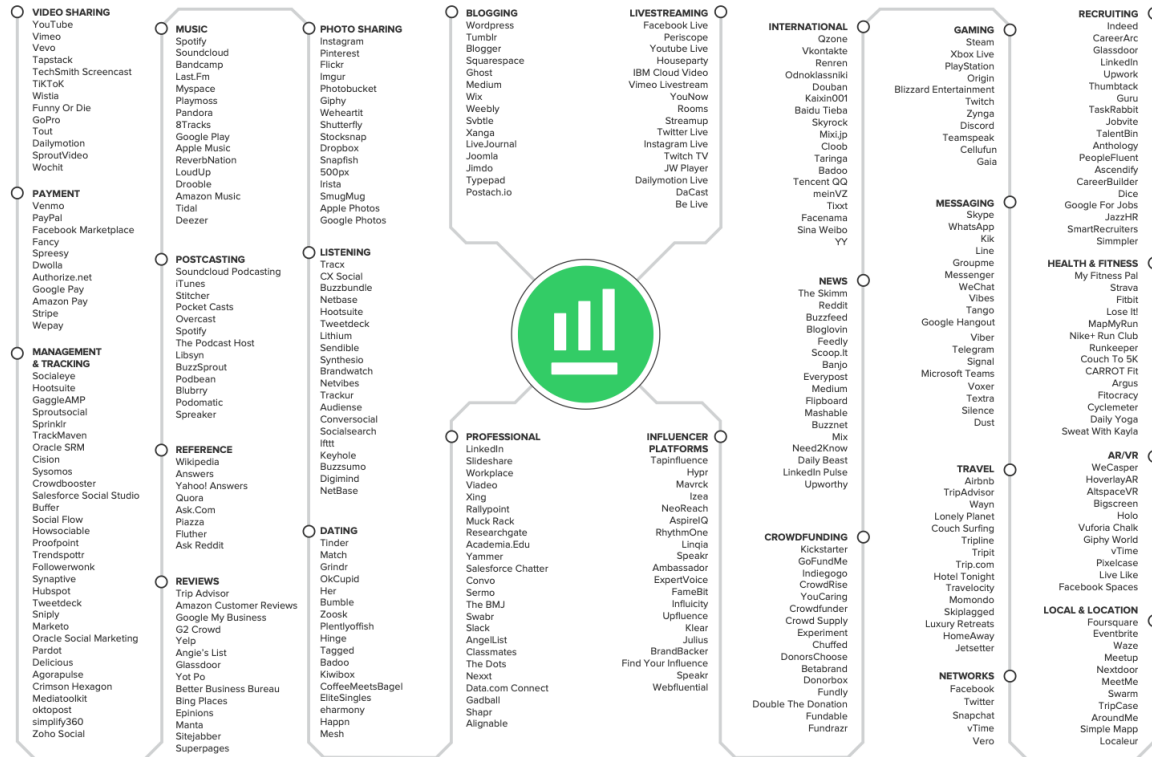 VIDEO SHARING
YouTube
Vimeo
Vevo
Tapstack
TechSmith Screencast
TiKToK
Wistia
Funny Or Die
GoPro
Tout
Dailymotion
SproutVideo
Wochit
PAYMENT
Venmo
PayPal
Facebook Marketplace
Fancy
Spreesy
Dwolla
Authorize.net
Google Pay
Amazon Pay
Stripe
Wepay
MANAGEMENT
& TRACKING
Socialeye
Hootsuite
GaggleAMP
Sproutsocial
Sprinklr
TrackMaven
Oracle SRM
Cision
Sysomos
Crowdbooster
Salesforce Social Studio
Buffer
Social Flow
Howsociable
Proofpoint
Trendspottr
Followerwonk
Synaptive
Hubspot
Tweetdeck
Sniply
Marketo
Oracle Social Marketing
Pardot
Delicious
Agorapulse
Crimson Hexagon
Mediatoolkit
oktopost
simplify360
Zoho Social
MUSIC
Spotify
Soundcloud
Bandcamp
Last.Fm
Myspace
Playmoss
Pandora
8Tracks
Google Play
Apple Music
ReverbNation
LoudUp
Drooble
Amazon Music
Tidal
Deezer
POSTCASTING
Soundcloud Podcasting
iTunes
Stitcher
Pocket Casts
Overcast
Spotify
The Podcast Host
Libsyn
BuzzSprout
Podbean
Blubrry
Podomatic
Spreaker
REFERENCE
Wikipedia
Answers
Yahoo! Answers
Quora
Ask.Com
Piazza
Fluther
Ask Reddit
REVIEWS
Trip Advisor
Amazon Customer Reviews
Google My Business
G2 Crowd
Yelp
Angie's List
Glassdoor
Yot Po
Better Business Bureau
Bing Places
Epinions
Manta
Sitejabber
Superpages
PHOTO SHARING
Instagram
Pinterest
Flickr
Imgur
Photobucket
Giphy
Weheartit
Shutterfly
Stocksnap
Dropbox
Snapfish
500px
Irista
SmugMug
Apple Photos
Google Photos
LISTENING
Tracx
CX Social
Buzzbundle
Netbase
Hootsuite
Tweetdeck
Lithium
Sendible
Synthesio
Brandwatch
Netvibes
Trackur
Audiense
Conversocial
Socialsearch
Ifttt
Keyhole
Buzzsumo
Digimind
NetBase
DATING
Tinder
Match
Grindr
OkCupid
Her
Bumble
Zoosk
Plentyoffish
Hinge
Tagged
Badoo
Kiwibox
CoffeeMeetsBagel
EliteSingles
eharmony
Happn
Mesh
BLOGGING
Wordpress
Tumblr
Blogger
Squarespace
Ghost
Medium
Wix
Weebly
Svbtle
Xanga
LiveJournal
Joomla
Jimdo
Typepad
Postach.io
PROFESSIONAL
LinkedIn
Slideshare
Workplace
Viadeo
Xing
Rallypoint
Muck Rack
Researchgate
Academia.Edu
Yammer
Salesforce Chatter
Convo
Sermo
The BMJ
Swabr
Slack
AngelList
Classmates
The Dots
Nexxt
Data.com Connect
Gadball
Shapr
Alignable
LIVESTREAMING
Facebook Live
Periscope
Youtube Live
Houseparty
IBM Cloud Video
Vimeo Livestream
YouNow
Rooms
Streamup
Twitter Live
Instagram Live
Twitch TV
JW Player
Dailymotion Live
DaCast
Be Live
INFLUENCER
PLATFORMS
Tapinfluence
Hypr
Mavrck
Izea
NeoReach
AspireIQ
RhythmOne
Linqia
Speakr
Ambassador
ExpertVoice
FameBit
Influicity
Upfluence
Klear
Julius
BrandBacker
Find Your Influence
Speakr
Webfluential
INTERNATIONAL
Qzone
Vkontakte
Renren
Odnoklassniki
Douban
Kaixin001
Baidu Tieba
Skyrock
Mixi.jp
Cloob
Taringa
Badoo
Tencent QQ
meinVZ
Tixxt
Facenama
Sina Weibo
YY
NEWS
The Skimm
Reddit
Buzzfeed
Bloglovin
Feedly
Scoop.It
Banjo
Everypost
Medium
Flipboard
Mashable
Buzznet
Mix
Need2Know
Daily Beast
LinkedIn Pulse
Upworthy
CROWDFUNDING
Kickstarter
GoFundMe
Indiegogo
CrowdRise
YouCaring
Crowdfunder
Crowd Supply
Experiment
Chuffed
DonorsChoose
Betabrand
Donorbox
Fundly
Double The Donation
Fundable
Fundrazr
GAMING
Steam
Xbox Live
PlayStation
Origin
Blizzard Entertainment
Twitch
Zynga
Discord
Teamspeak
Cellufun
Gaia
MESSAGING
Skype
WhatsApp
Kik
Line
Groupme
Messenger
WeChat
Vibes
Tango
Google Hangout
Viber
Telegram
Signal
Microsoft Teams
Voxer
Textra
Silence
Dust
TRAVEL
Airbnb
TripAdvisor
Wayn
Lonely Planet
Couch Surfing
Tripline
Tripit
Trip.com
Hotel Tonight
Travelocity
Momondo
Skiplagged
Luxury Retreats
HomeAway
Jetsetter
NETWORKS
Facebook
Twitter
Snapchat
vTime
Vero
RECRUITING
Indeed
CareerArc
Glassdoor
LinkedIn
Upwork
Thumbtack
Guru
TaskRabbit
Jobvite
TalentBin
Anthology
PeopleFluent
Ascendify
CareerBuilder
Dice
Google For Jobs
JazzHR
SmartRecruiters
Simmpler
HEALTH & FITNESS
My Fitness Pal
Strava
Fitbit
Lose It!
MapMyRun
Nike+ Run Club
Runkeeper
Couch To 5K
CARROT Fit
Argus
Fitocracy
Cyclemeter
Daily Yoga
Sweat With Kayla
AR/VR
WeCasper
HoverlayAR
AltspaceVR
Bigscreen
Holo
Vuforia Chalk
Giphy World
vTime
Pixelcase
Live Like
Facebook Spaces
LOCAL & LOCATION
Foursquare
Eventbrite
Waze
Meetup
Nextdoor
MeetMe
Swarm
TripCase
AroundMe
Simple Mapp
Localeur